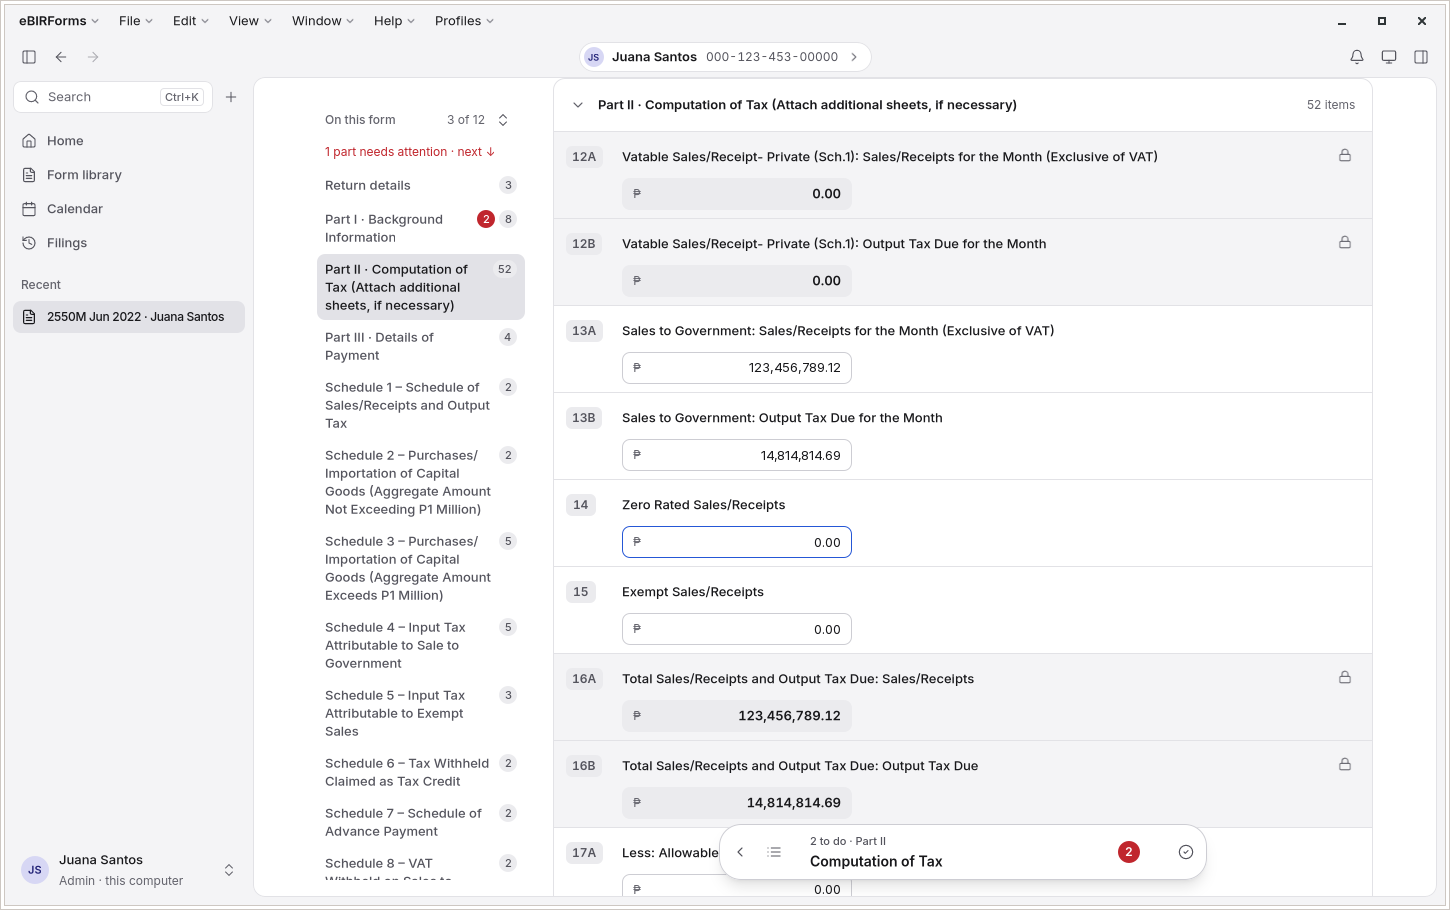 eBIRForms File Edit View Window Help Profiles
JS Juana Santos 000-123-453-00000
Search Ctrl+K
Home
Form library
Calendar
Filings
Recent
2550M Jun 2022 · Juana Santos
JS Juana Santos
Admin · this computer
On this form 3 of 12
1 part needs attention · next ↓
Return details 3
Part I · Background 2 8
Information
Part II · Computation of 52
Tax (Attach additional
sheets, if necessary)
Part III · Details of 4
Payment
Schedule 1 – Schedule of 2
Sales/Receipts and Output
Tax
Schedule 2 – Purchases/ 2
Importation of Capital
Goods (Aggregate Amount
Not Exceeding P1 Million)
Schedule 3 – Purchases/ 5
Importation of Capital
Goods (Aggregate Amount
Exceeds P1 Million)
Schedule 4 – Input Tax 5
Attributable to Sale to
Government
Schedule 5 – Input Tax 3
Attributable to Exempt
Sales
Schedule 6 – Tax Withheld 2
Claimed as Tax Credit
Schedule 7 – Schedule of 2
Advance Payment
Schedule 8 – VAT 2
Withheld on Sales to
Part II · Computation of Tax (Attach additional sheets, if necessary) 52 items
12A Vatable Sales/Receipt- Private (Sch.1): Sales/Receipts for the Month (Exclusive of VAT)
₱ 0.00
12B Vatable Sales/Receipt- Private (Sch.1): Output Tax Due for the Month
₱ 0.00
13A Sales to Government: Sales/Receipts for the Month (Exclusive of VAT)
₱ 123,456,789.12
13B Sales to Government: Output Tax Due for the Month
₱ 14,814,814.69
14 Zero Rated Sales/Receipts
₱ 0.00
15 Exempt Sales/Receipts
₱ 0.00
16A Total Sales/Receipts and Output Tax Due: Sales/Receipts
₱ 123,456,789.12
16B Total Sales/Receipts and Output Tax Due: Output Tax Due
₱ 14,814,814.69
17A Less: Allowable
₱ 0.00
2 to do · Part II
Computation of Tax 2